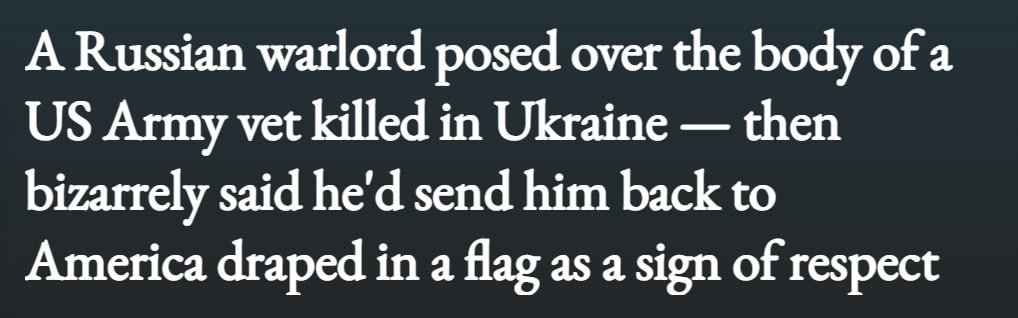 A Russian warlord posed over the body of a
US Army vet killed in Ukraine — then
bizarrely said he'd send him back to
America draped in a flag as a sign of respect